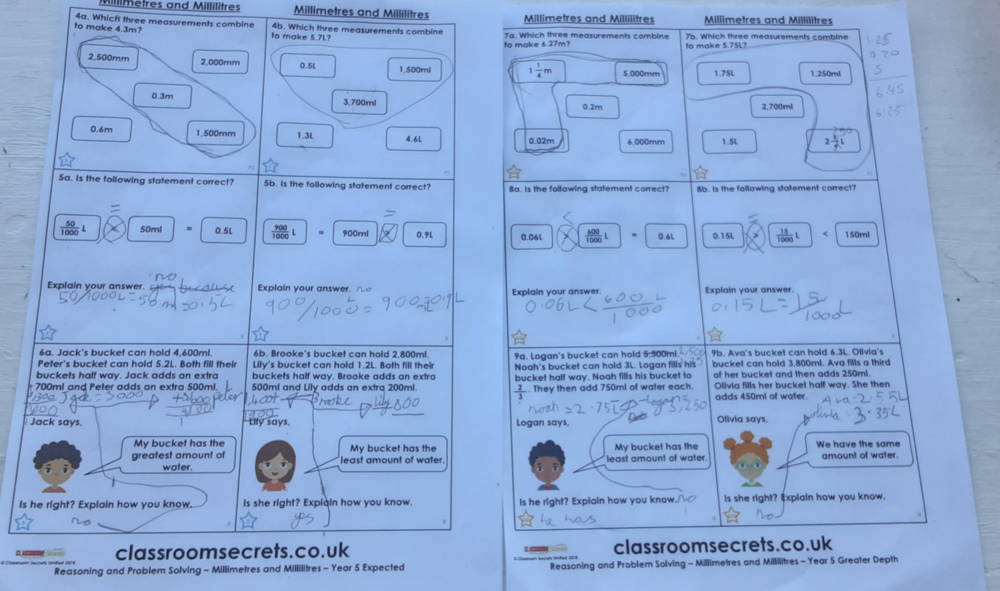 Millimetres and Millilitres
4a. Which three measurements combine
to make 4.3m?
2,500mm
2,000mm
0.3m
0.6m
1,500mm
5a. Is the following statement correct?
=
50/1000 L
<
50ml
=
0.5L
no
Explain your answer. because
50/1000L = 50 ml = 0.5L
6a. Jack's bucket can hold 4,600ml.
Peter's bucket can hold 5.2L. Both fill their
buckets half way. Jack adds an extra
700ml and Peter adds an extra 500ml.
2,300 Jack = 3000
+ 3600 Peter
4100
Jack says,
My bucket has the
greatest amount of
water.
Is he right? Explain how you know.
no
Millimetres and Millilitres
4b. Which three measurements combine
to make 5.7L?
0.5L
1,500ml
3,700ml
1.3L
4.6L
5b. Is the following statement correct?
=
900/1000 L
=
900ml
>
0.9L
Explain your answer. no
900/1000 L = 900ml = 0.9L
6b. Brooke's bucket can hold 2,800ml.
Lily's bucket can hold 1.2L. Both fill their
buckets half way. Brooke adds an extra
500ml and Lily adds an extra 200ml.
1,400+ Brooke Lily 800
1900
Lily says,
My bucket has the
least amount of water.
Is she right? Explain how you know.
yes
CLASSROOM Secrets
© Classroom Secrets Limited 2018
classroomsecrets.co.uk
Reasoning and Problem Solving – Millimetres and Millilitres – Year 5 Expected
Millimetres and Millilitres
7a. Which three measurements combine
to make 6.27m?
1 1/4 m
5,000mm
0.2m
0.02m
6,000mm
8a. Is the following statement correct?
<
0.06L
>
600/1000 L
=
0.6L
Explain your answer.
0.06L < 600/1000 L
9a. Logan's bucket can hold 5,500ml. 2,500
Noah's bucket can hold 3L. Logan fills his
bucket half way. Noah fills his bucket to
2/3. They then add 750ml of water each.
noah = 2.75L logan = 3,250
Logan says,
My bucket has the
least amount of water.
Is he right? Explain how you know. no
he has
Millimetres and Millilitres
7b. Which three measurements combine
to make 5.75L?
1.75L
1,250ml
2,700ml
1.5L
750
2 L
1.25
0.20
5
6.45
6.25
8b. Is the following statement correct?
=
0.15L
>
15/1000 L
<
150ml
Explain your answer.
0.15L = 15/1000 L
9b. Ava's bucket can hold 6.3L. Olivia's
bucket can hold 3,800ml. Ava fills a third
of her bucket and then adds 250ml.
Olivia fills her bucket half way. She then
adds 450ml of water.
Ava = 2.55L
olivia = 3.35L
Olivia says,
We have the same
amount of water.
Is she right? Explain how you know.
no
© Classroom Secrets Limited 2018
classroomsecrets.co.uk
Reasoning and Problem Solving – Millimetres and Millilitres – Year 5 Greater Depth